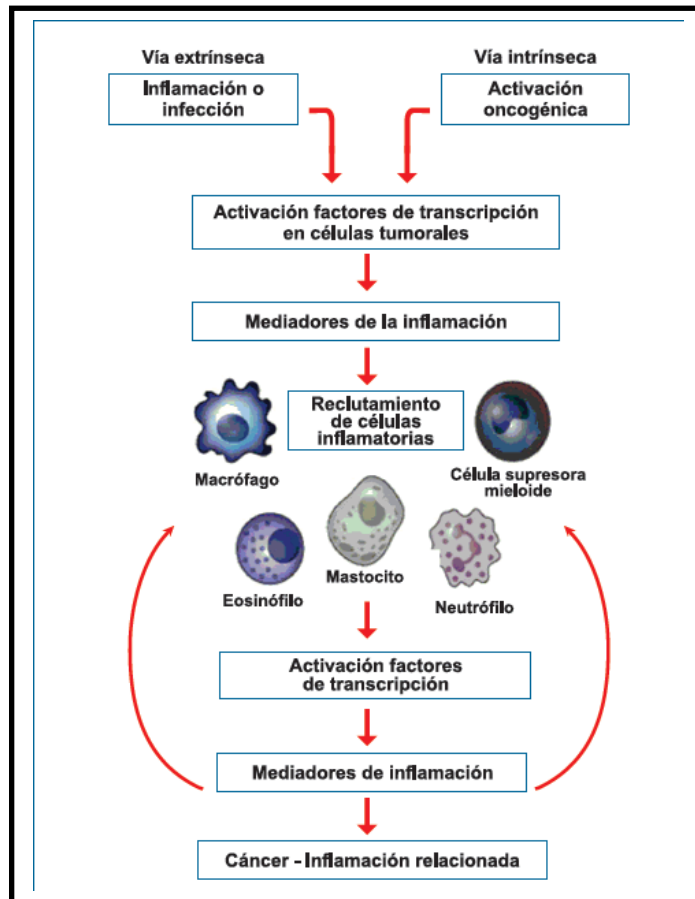 Vía extrínseca
Inflamación o
infección
Vía intrínseca
Activación
oncogénica
Activación factores de transcripción
en células tumorales
Mediadores de la inflamación
Reclutamiento
de células
inflamatorias
Macrófago
Célula supresora
mieloide
Mastocito
Eosinófilo
Neutrófilo
Activación factores
de transcripción
Mediadores de inflamación
Cáncer - Inflamación relacionada